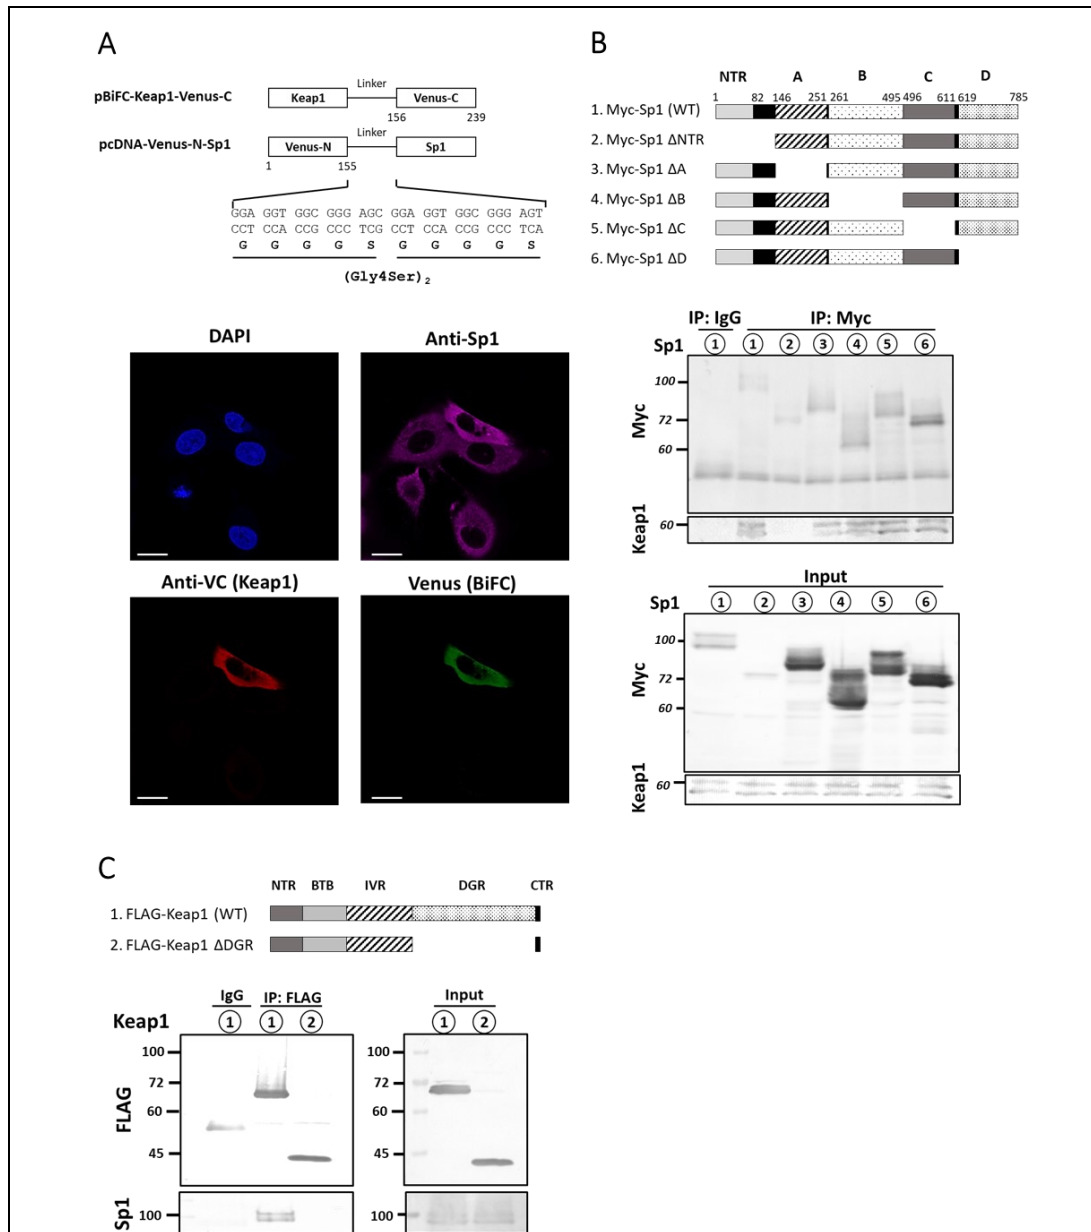 A
Linker
pBiFC-Keap1-Venus-C
Keap1
Venus-C
156
239
Linker
pcDNA-Venus-N-Sp1
Venus-N
Sp1
1
155
GGA GGT GGC GGG AGC GGA GGT GGC GGG AGT
CCT CCA CCG CCC TCG CCT CCA CCG CCC TCA
G G G G S G G G G S
(Gly4Ser)2
DAPI
Anti-Sp1
Anti-VC (Keap1)
Venus (BiFC)
B
NTR A B C D
1 82 146 251 261 495 496 611 619 785
1. Myc-Sp1 (WT)
2. Myc-Sp1 ΔNTR
3. Myc-Sp1 ΔA
4. Myc-Sp1 ΔB
5. Myc-Sp1 ΔC
6. Myc-Sp1 ΔD
IP: IgG IP: Myc
Sp1 1 1 2 3 4 5 6
Myc
100
72
60
Keap1
60
Input
Sp1 1 2 3 4 5 6
Myc
100
72
60
Keap1
60
C
NTR BTB IVR DGR CTR
1. FLAG-Keap1 (WT)
2. FLAG-Keap1 ΔDGR
IgG IP: FLAG Input
Keap1 1 1 2 1 2
FLAG
100
72
60
45
100
72
60
45
Sp1
100
100